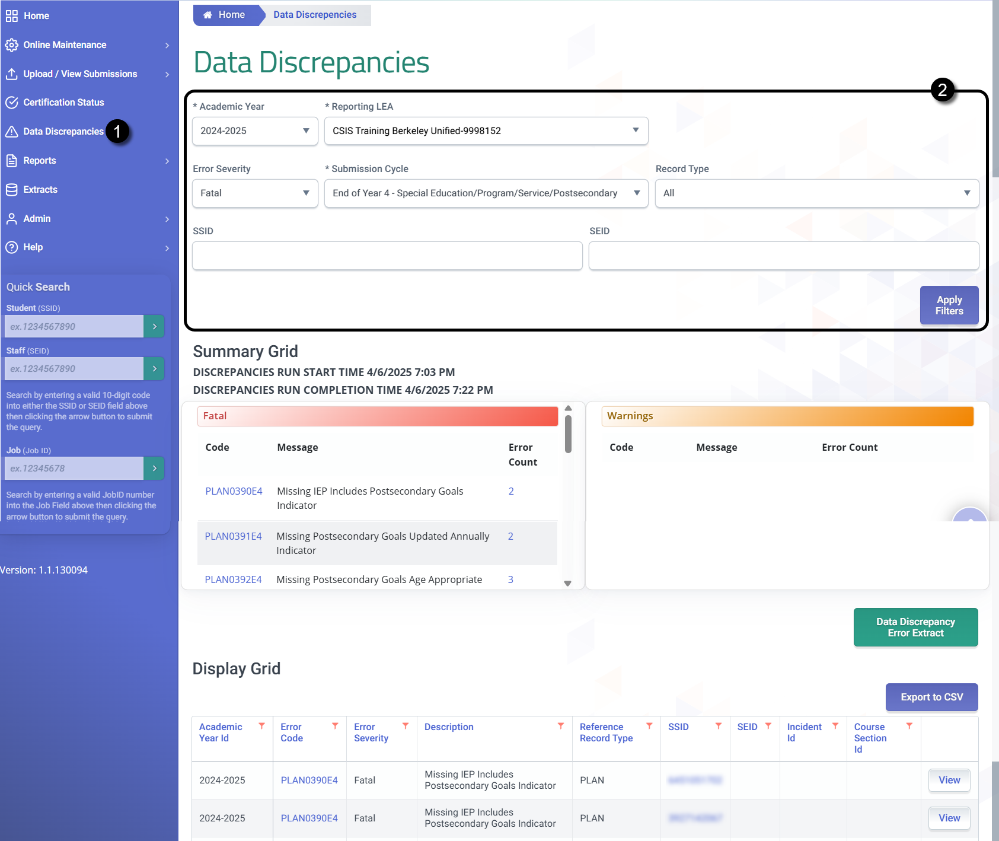 Home
Online Maintenance
Upload / View Submissions
Certification Status
Data Discrepancies
1
Reports
Extracts
Admin
Help
Quick Search
Student (SSID)
ex.1234567890
Staff (SEID)
ex.1234567890
Search by entering a valid 10-digit code
into either the SSID or SEID field above
then clicking the arrow button to submit
the query.
Job (Job ID)
ex.12345678
Search by entering a valid JobID number
into the Job Field above then clicking the
arrow button to submit the query.
Version: 1.1.130094
Home
Data Discrepencies
Data Discrepancies
2
* Academic Year
* Reporting LEA
2024-2025
CSIS Training Berkeley Unified-9998152
Error Severity
* Submission Cycle
Record Type
Fatal
End of Year 4 - Special Education/Program/Service/Postsecondary
All
SSID
SEID
Apply
Filters
Summary Grid
DISCREPANCIES RUN START TIME 4/6/2025 7:03 PM
DISCREPANCIES RUN COMPLETION TIME 4/6/2025 7:22 PM
Fatal
Code Message Error
Count
PLAN0390E4 Missing IEP Includes Postsecondary Goals 2
Indicator
PLAN0391E4 Missing Postsecondary Goals Updated Annually 2
Indicator
PLAN0392E4 Missing Postsecondary Goals Age Appropriate 3
Warnings
Code Message Error Count
Data Discrepancy
Error Extract
Display Grid
Export to CSV
Academic Error Error Description Reference SSID SEID Incident Course
Year Id Code Severity Record Type Id Section
Id
Missing IEP Includes
2024-2025 PLAN0390E4 Fatal PLAN View
Postsecondary Goals Indicator
Missing IEP Includes
2024-2025 PLAN0390E4 Fatal PLAN View
Postsecondary Goals Indicator